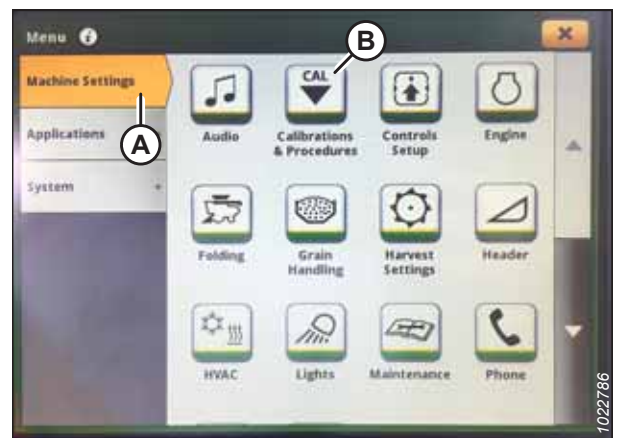 Menu i
B
Machine Settings
A
Applications
System
CAL
Audio
Calibrations
& Procedures
Controls
Setup
Engine
Folding
Grain
Handling
Harvest
Settings
Header
HVAC
Lights
Maintenance
Phone
1022786